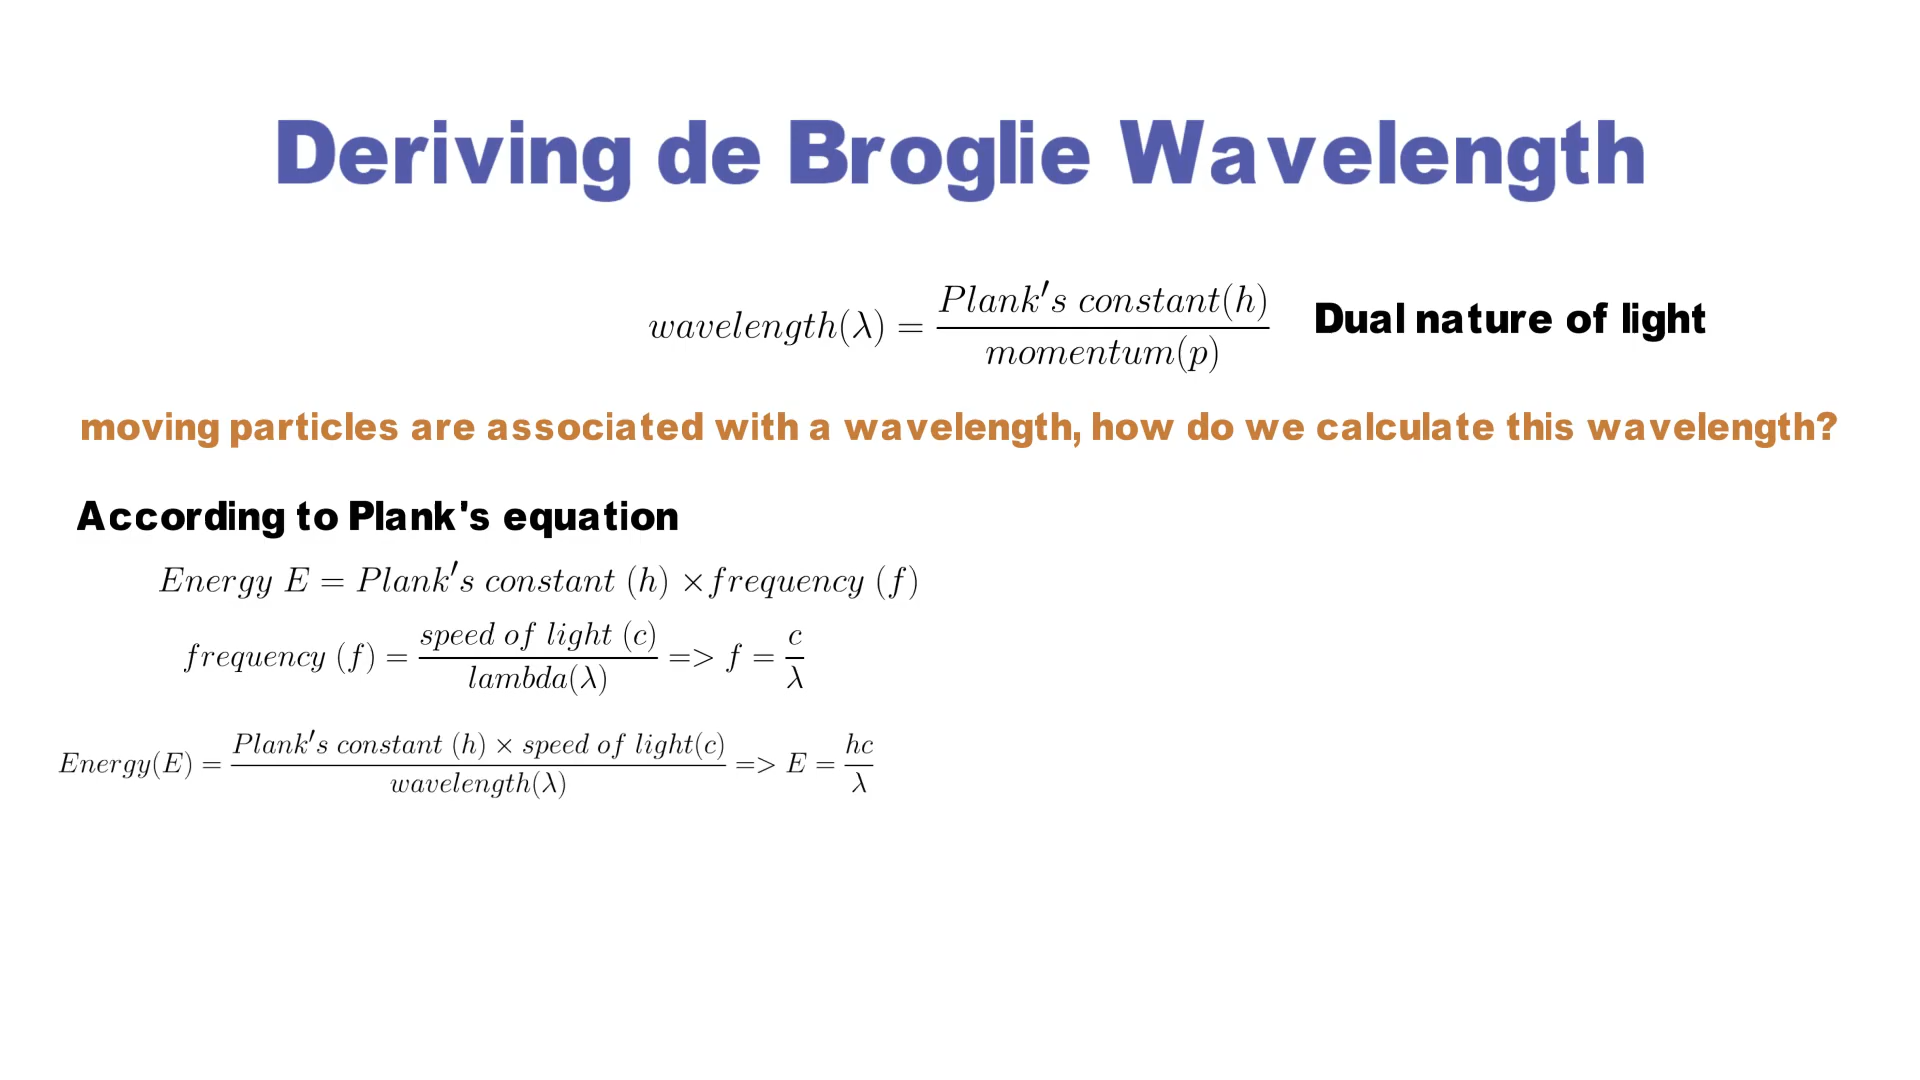 Deriving de Broglie Wavelength
wavelength(λ) = Plank's constant(h) / momentum(p) Dual nature of light
moving particles are associated with a wavelength, how do we calculate this wavelength?
According to Plank's equation
Energy E = Plank's constant (h) ×frequency (f)
frequency (f) = speed of light (c) / lambda(λ) => f = c / λ
Energy(E) = Plank's constant (h) × speed of light(c) / wavelength(λ) => E = hc / λ